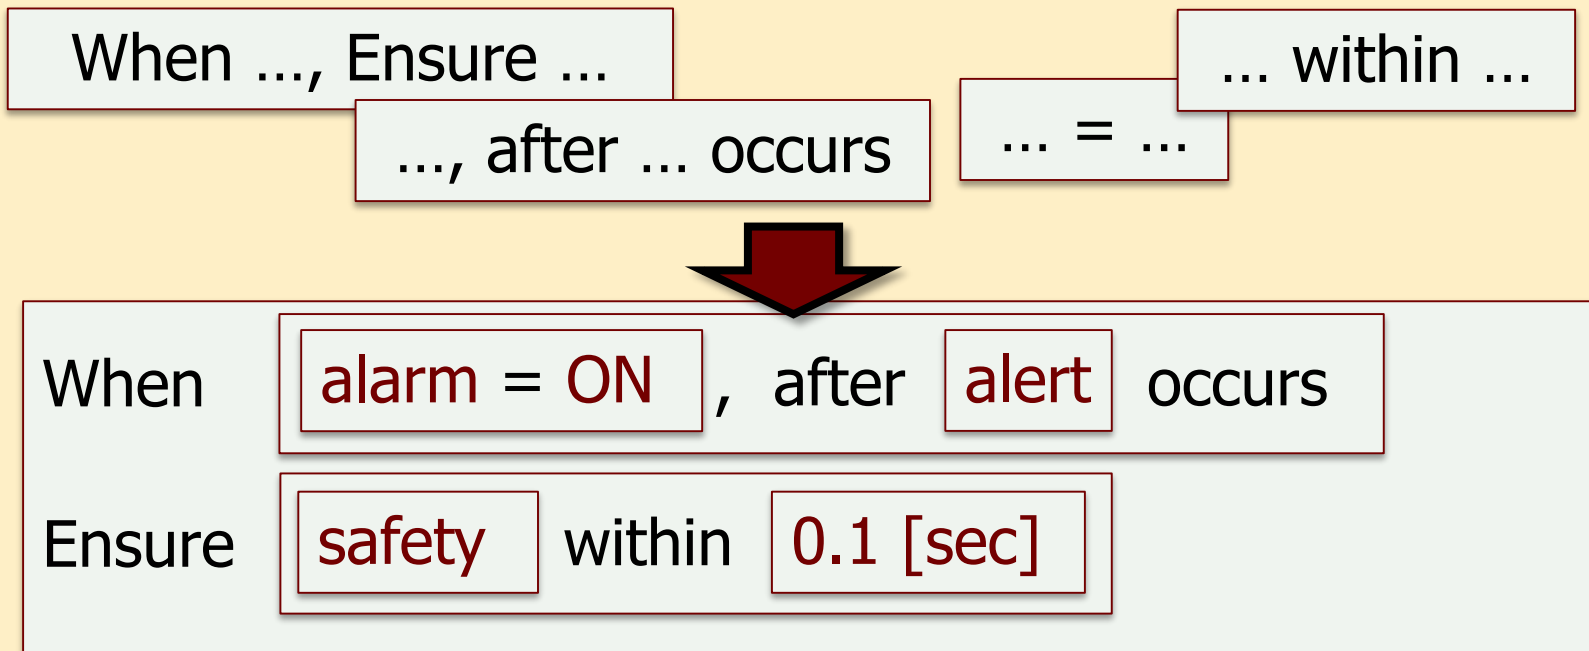 When ..., Ensure ...
... within ...
..., after ... occurs
... = ...
When alarm = ON , after alert occurs
Ensure safety within 0.1 [sec]